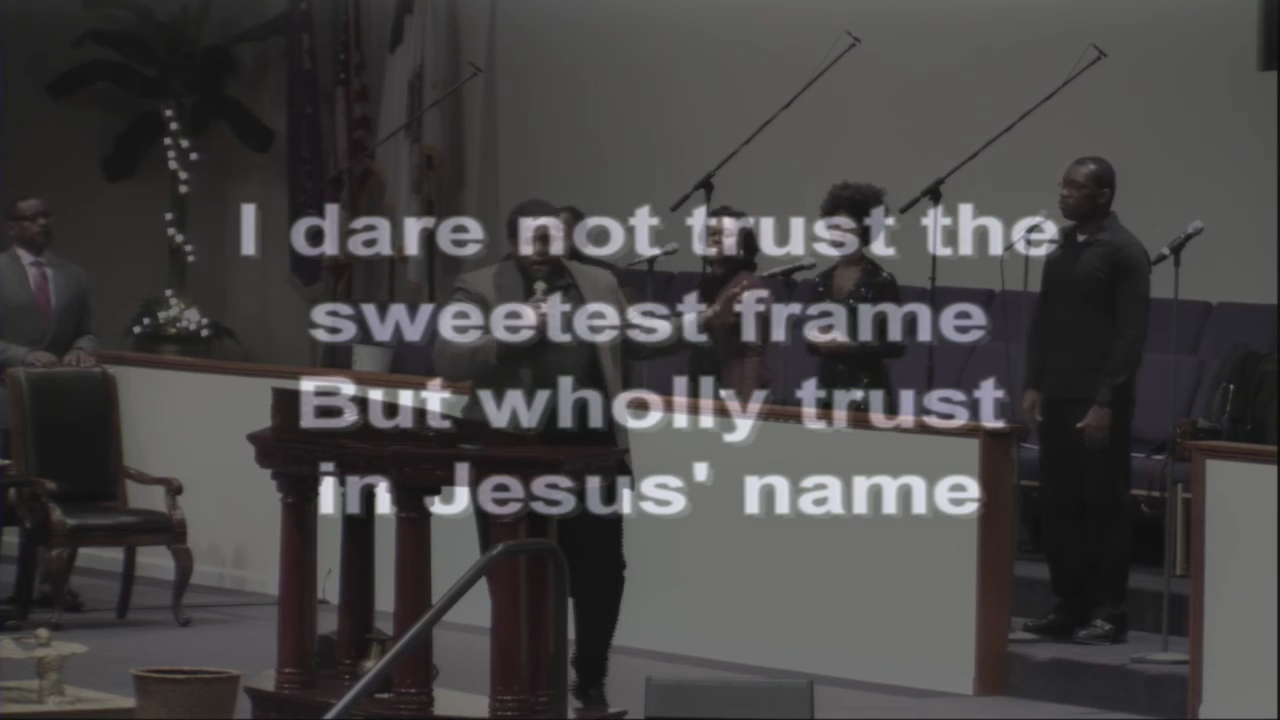 I dare not trust the
sweetest frame
But wholly trust
in Jesus' name